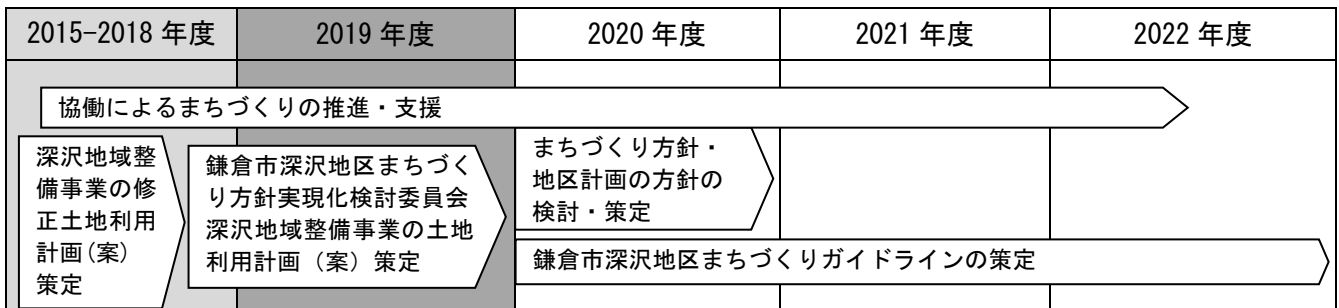 2015-2018 年度
2019 年度
2020 年度
2021 年度
2022 年度
協働によるまちづくりの推進・支援
深沢地域整
備事業の修
正土地利用
計画(案)
策定
鎌倉市深沢地区まちづく
り方針実現化検討委員会
深沢地域整備事業の土地
利用計画（案）策定
まちづくり方針・
地区計画の方針の
検討・策定
鎌倉市深沢地区まちづくりガイドラインの策定